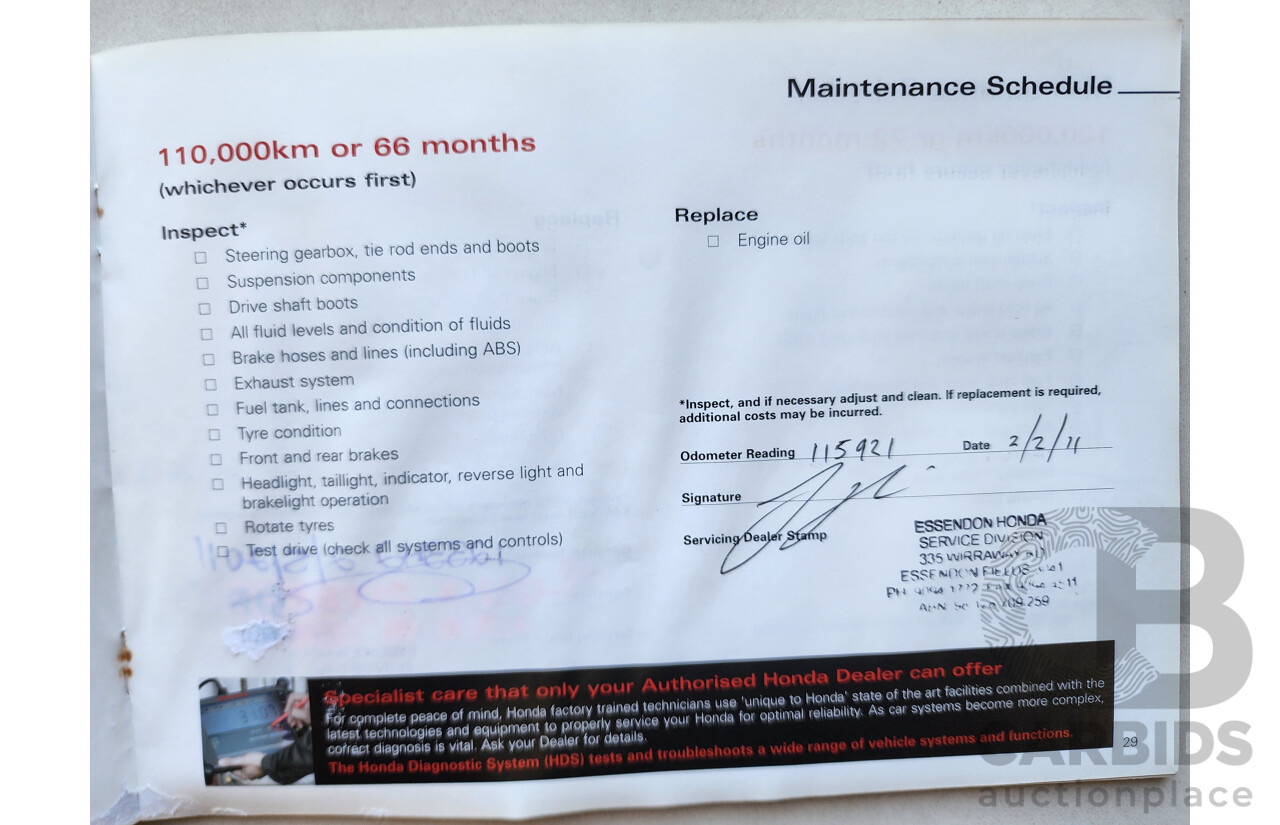 Maintenance Schedule
110,000km or 66 months
(whichever occurs first)
Inspect*
Steering gearbox, tie rod ends and boots
Suspension components
Drive shaft boots
All fluid levels and condition of fluids
Brake hoses and lines (including ABS)
Exhaust system
Fuel tank, lines and connections
Tyre condition
Front and rear brakes
Headlight, taillight, indicator, reverse light and
brakelight operation
Rotate tyres
Test drive (check all systems and controls)
Replace
Engine oil
*Inspect, and if necessary adjust and clean. If replacement is required,
additional costs may be incurred.
Odometer Reading 115921 Date 2/2/11
Signature
Servicing Dealer Stamp
ESSENDON HONDA
SERVICE DIVISION
335 WIRRAWAY RD
ESSENDON FIELDS
Specialist care that only your Authorised Honda Dealer can offer
For complete peace of mind, Honda factory trained technicians use 'unique to Honda' state of the art facilities combined with the
latest technologies and equipment to properly service your Honda for optimal reliability. As car systems become more complex,
correct diagnosis is vital. Ask your Dealer for details.
The Honda Diagnostic System (HDS) tests and troubleshoots a wide range of vehicle systems and functions.
29
CARBIDS
auctionplace